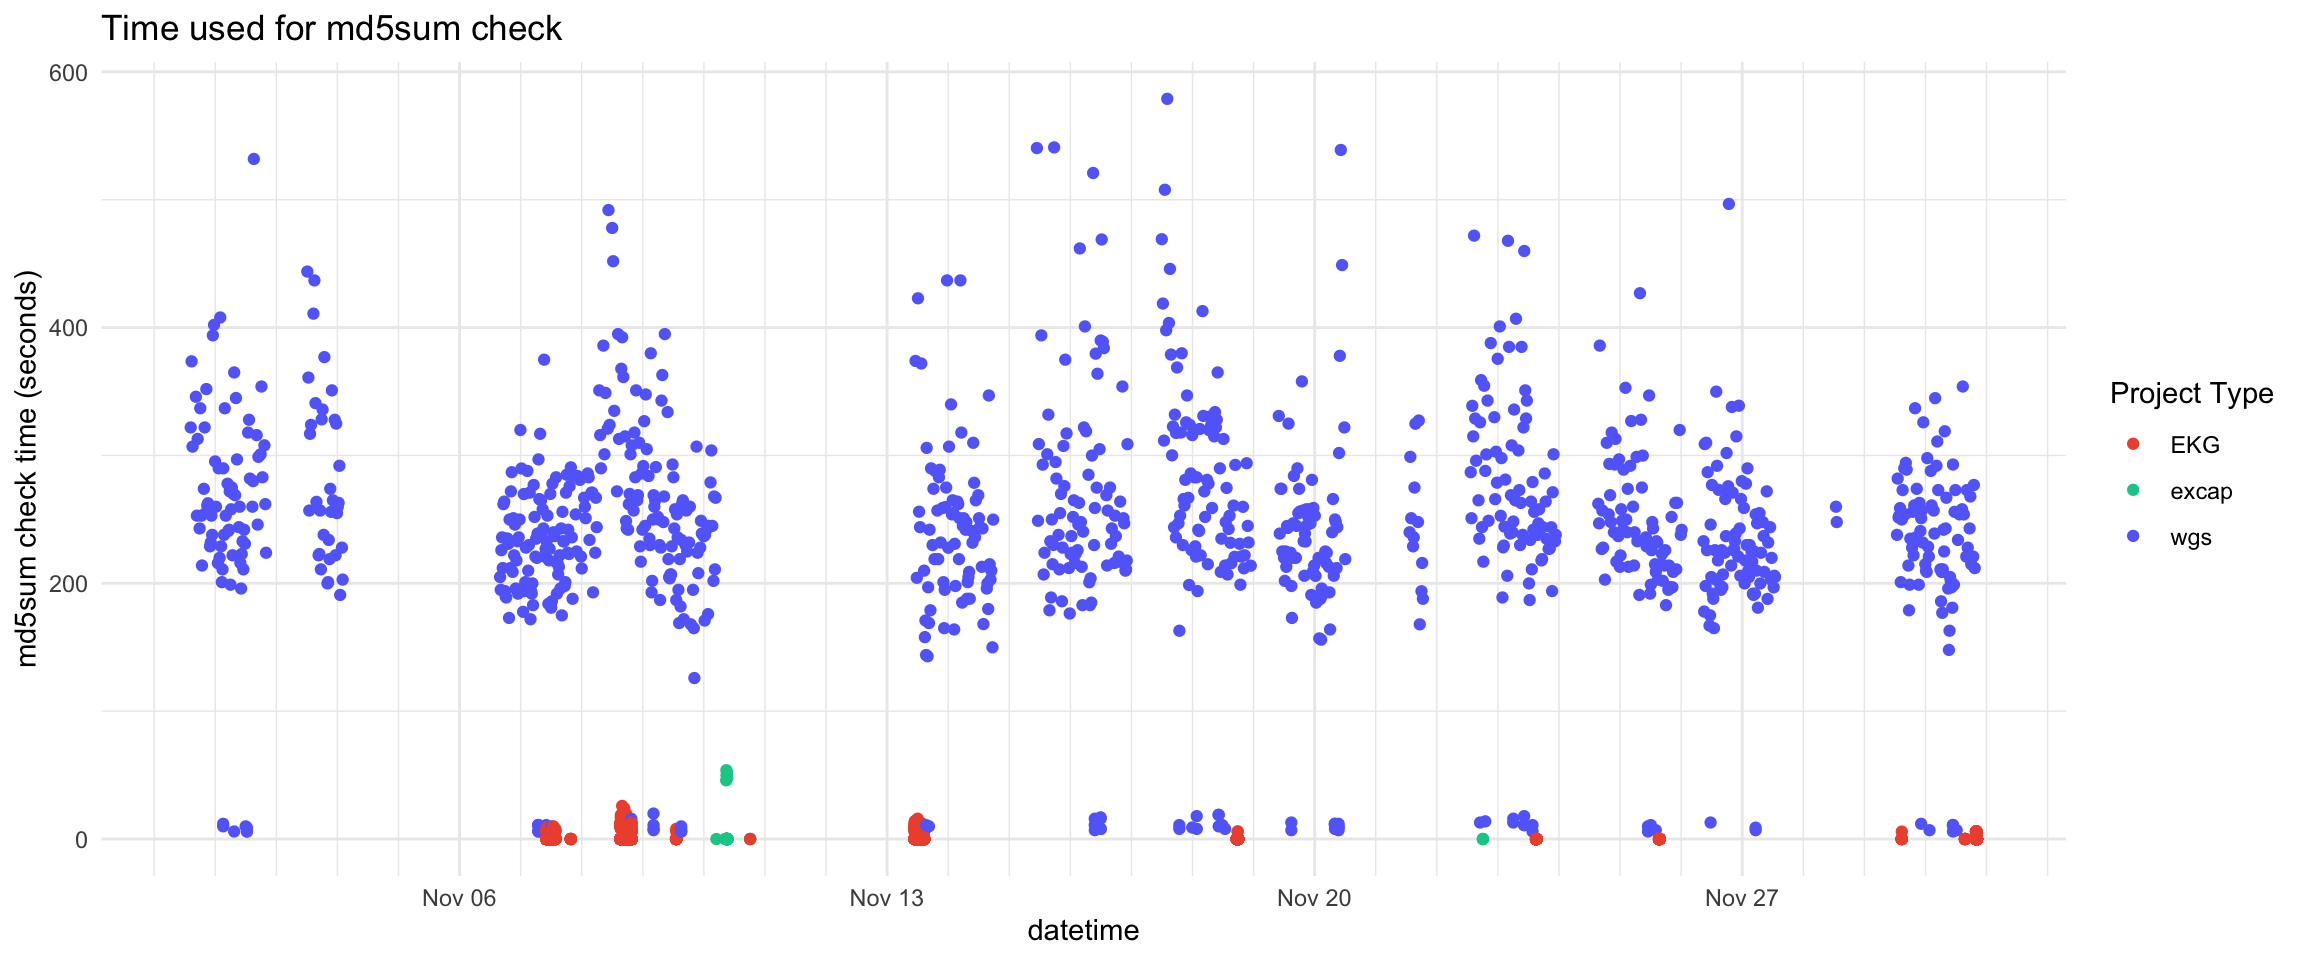 Time used for md5sum check
600
400
200
0
md5sum check time (seconds)
Nov 06
Nov 13
Nov 20
Nov 27
datetime
Project Type
EKG
excap
wgs